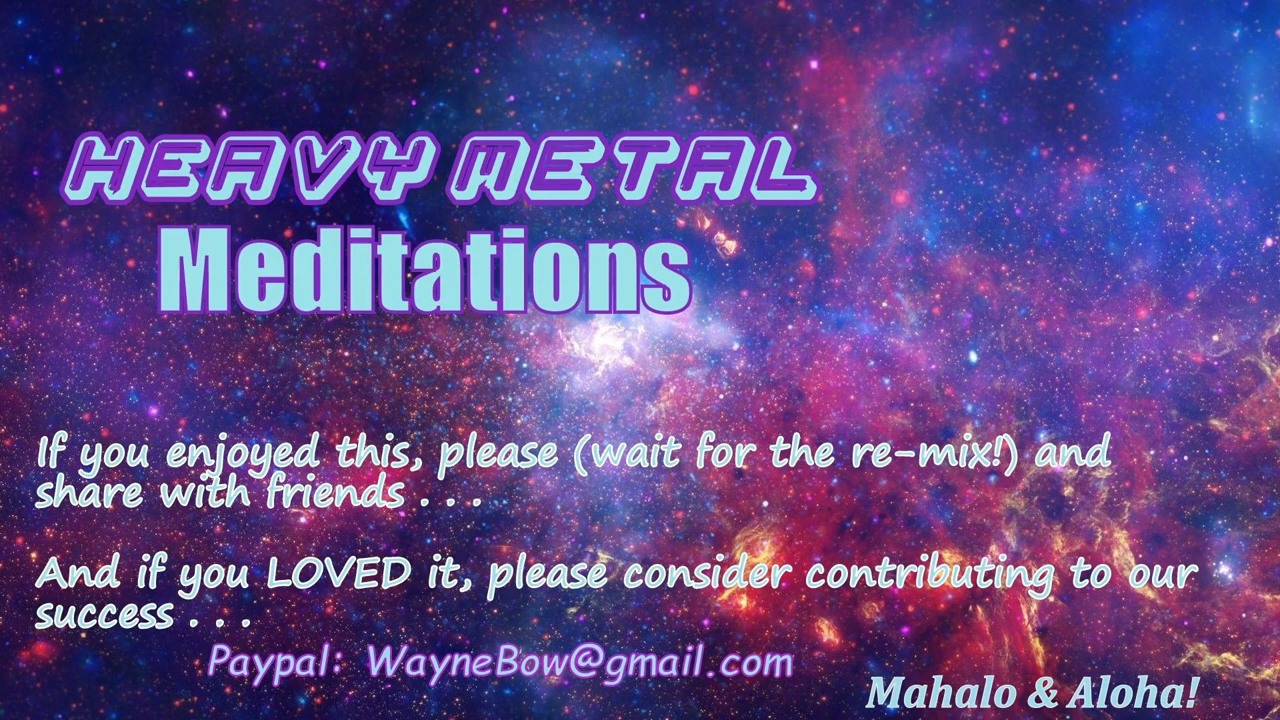 HEAVY METAL
Meditations
If you enjoyed this, please (wait for the re-mix!) and
share with friends . . .
And if you LOVED it, please consider contributing to our
success . . .
Paypal: WayneBow@gmail.com
Mahalo & Aloha!